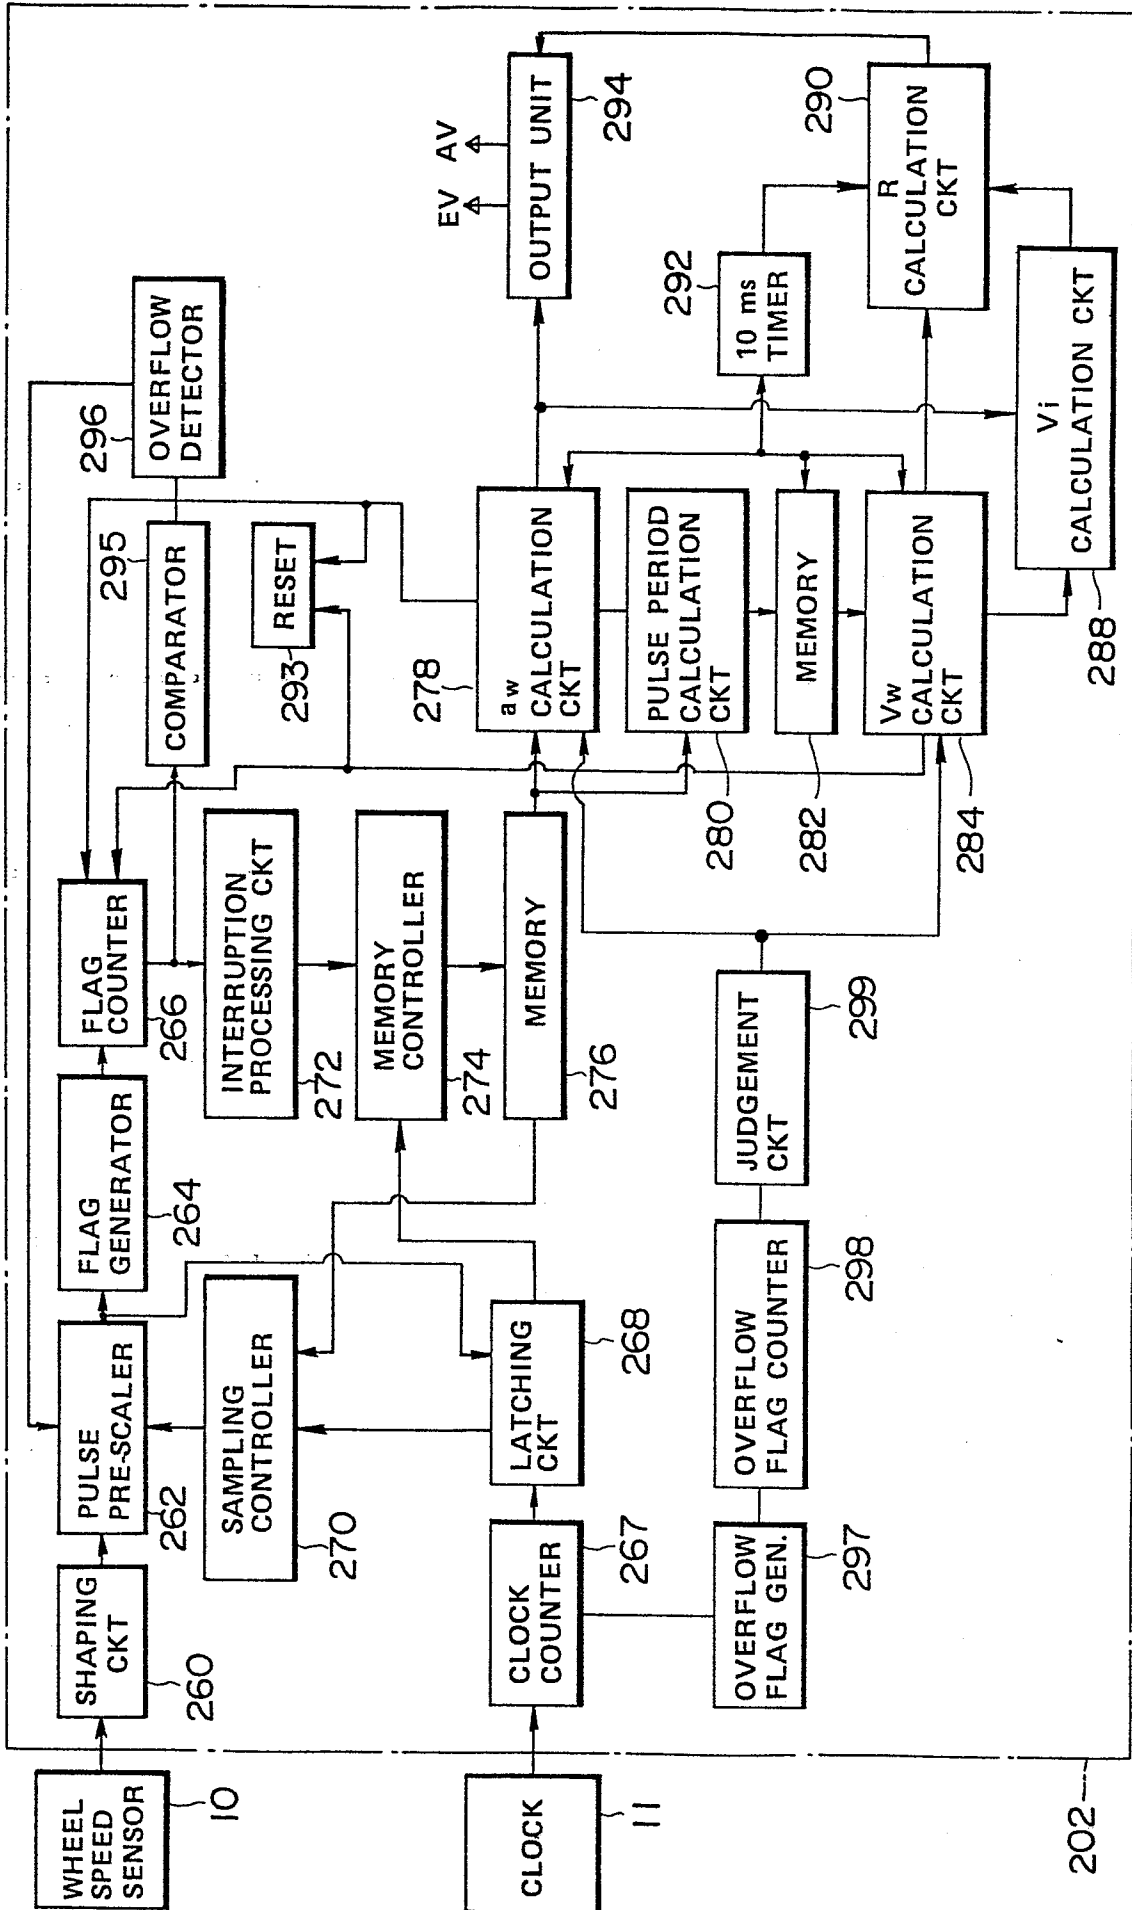 WHEEL
SPEED
SENSOR
10
SHAPING
CKT
260
PULSE
PRE-SCALER
262
FLAG
GENERATOR
264
FLAG
COUNTER
266
COMPARATOR
295
OVERFLOW
DETECTOR
296
SAMPLING
CONTROLLER
270
INTERRUPTION
PROCESSING CKT
272
RESET
293
MEMORY
CONTROLLER
274
CLOCK
11
CLOCK
COUNTER
267
LATCHING
CKT
268
MEMORY
276
aw
CALCULATION
CKT
278
EV
AV
OUTPUT UNIT
294
PULSE PERIOD
CALCULATION
CKT
280
10 ms
TIMER
292
OVERFLOW
FLAG GEN.
297
OVERFLOW
FLAG COUNTER
298
JUDGEMENT
CKT
299
MEMORY
282
Vw
CALCULATION
CKT
284
R
CALCULATION
CKT
290
Vi
CALCULATION CKT
288
202